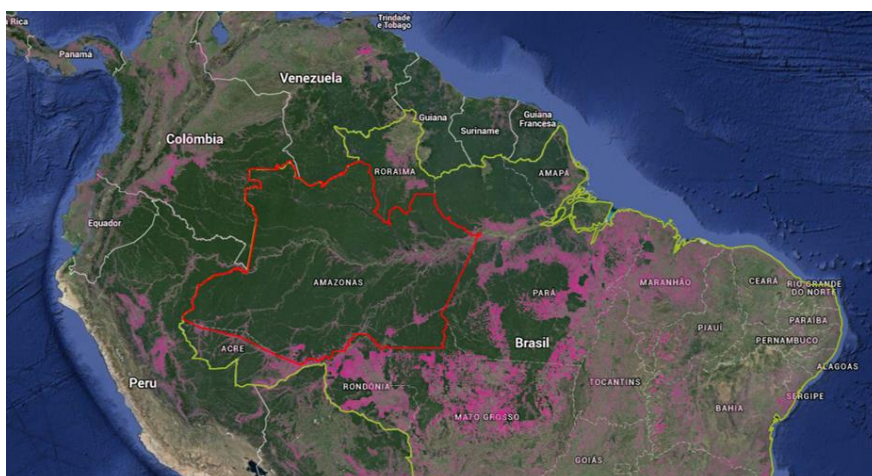 Trinidade
e Tobago
a Rica
Panamá
Venezuela
Guiana
Suriname
Guiana
Francesa
Colômbia
RORAIMA
AMAPÁ
Equador
AMAZONAS
PARÁ
MARANHÃO
CEARÁ
RIO GRANDE
DO NORTE
PARAÍBA
PIAUÍ
PERNAMBUCO
Brasil
ACRE
ALAGOAS
Peru
RONDÔNIA
TOCANTINS
SERGIPE
MATO GROSSO
BAHIA
GOIÁS